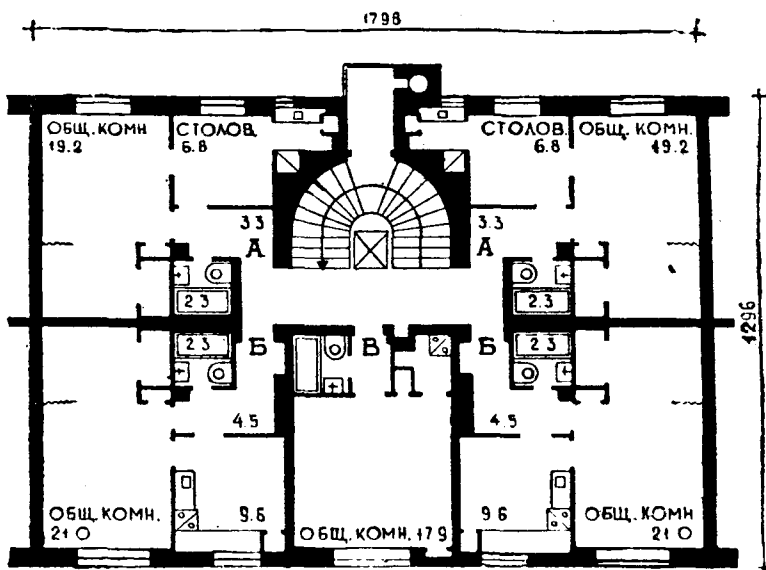 1798
ОБЩ. КОМН
19.2
СТОЛОВ.
6.8
СТОЛОВ.
6.8
ОБЩ. КОМН.
19.2
3.3
А
3.3
А
2.3
2.3
1296
2.3
Б
В
Б
2.3
4.5
4.5
ОБЩ. КОМН.
21 0
9.6
ОБЩ. КОМН. 17.9
9 6
ОБЩ. КОМН
21 0